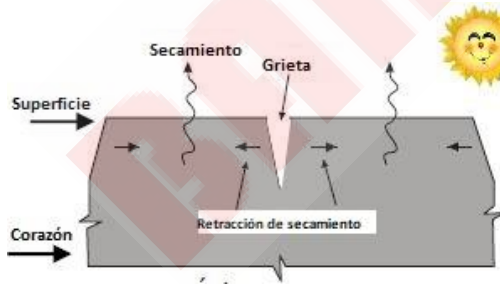 Secamiento
Grieta
Superficie
Retracción de secamiento
Corazón